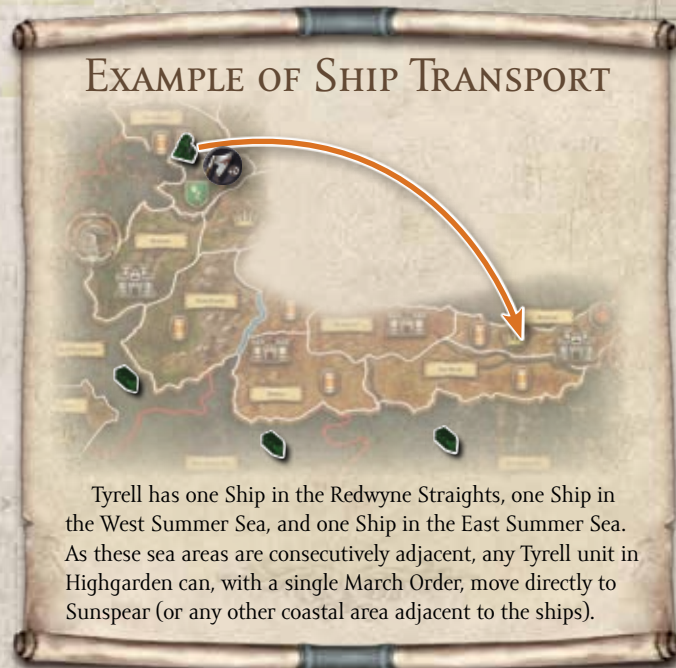 Example of Ship Transport
Tyrell has one Ship in the Redwyne Straights, one Ship in
the West Summer Sea, and one Ship in the East Summer Sea.
As these sea areas are consecutively adjacent, any Tyrell unit in
Highgarden can, with a single March Order, move directly to
Sunspear (or any other coastal area adjacent to the ships).